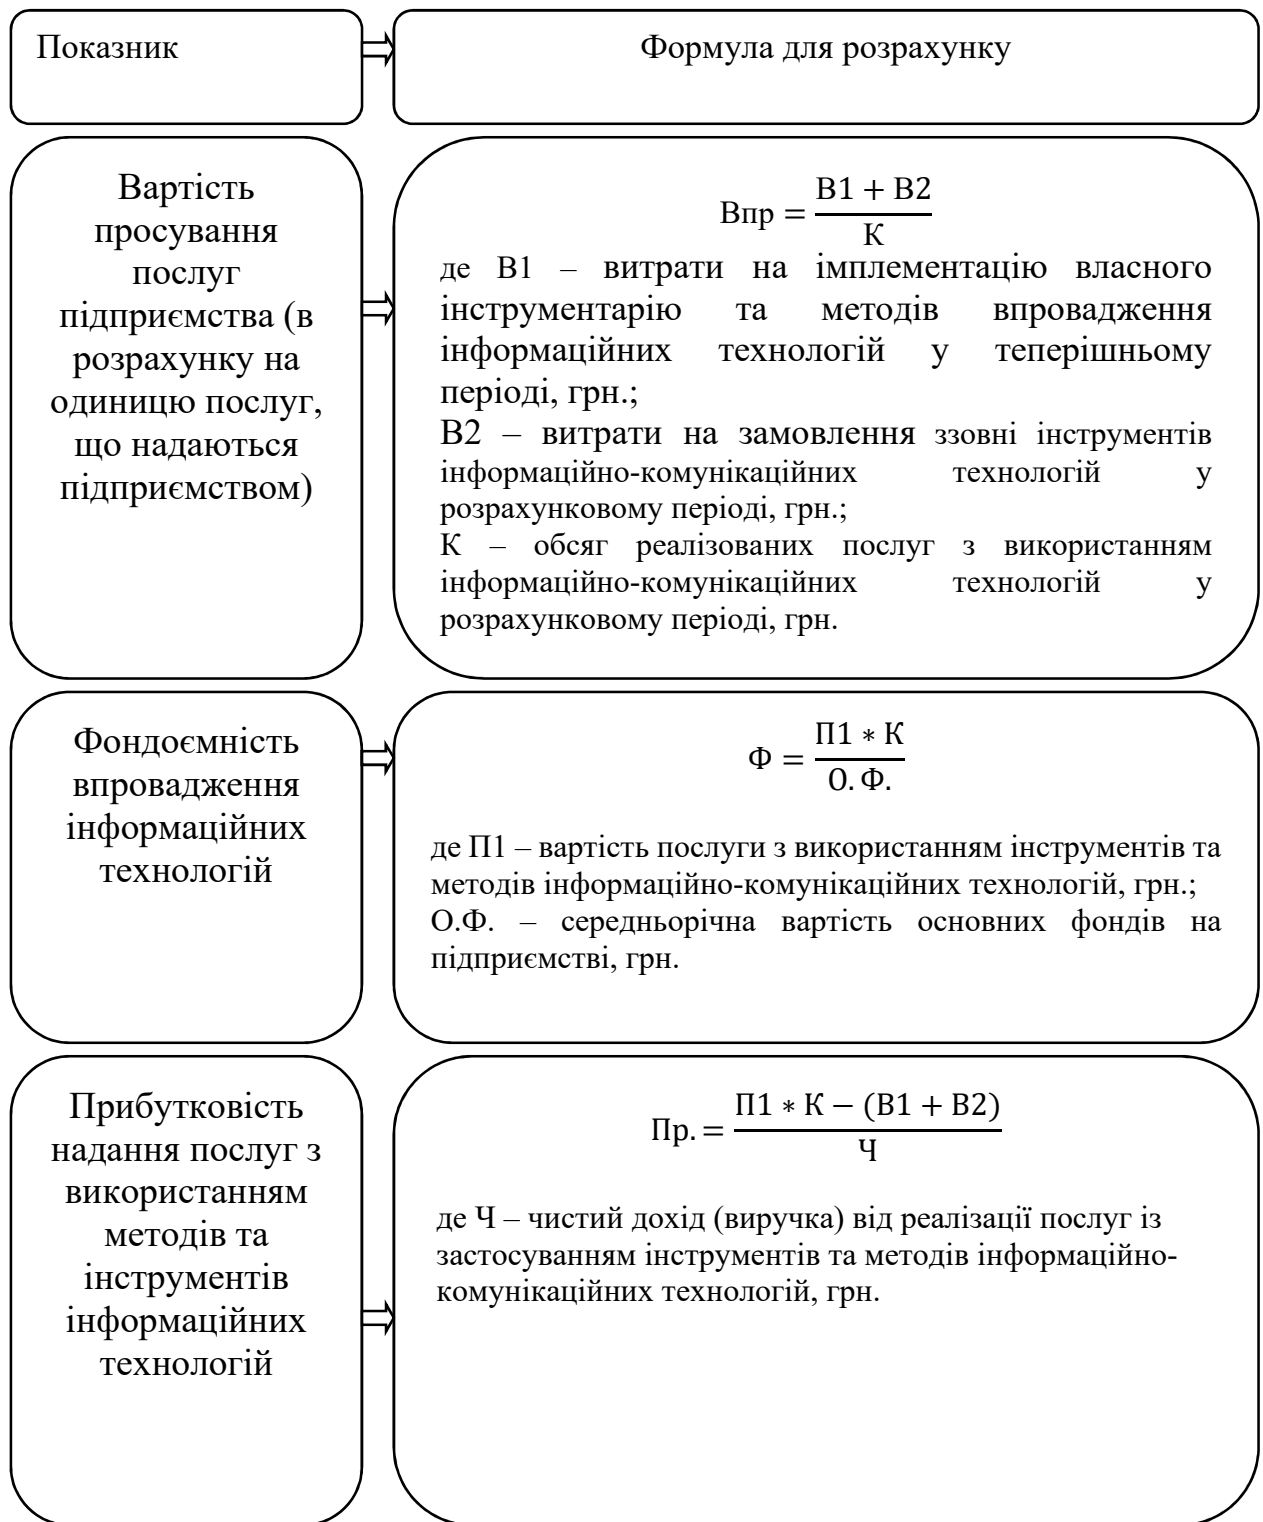 Показник
Формула для розрахунку
Вартість
просування
послуг
підприємства (в
розрахунку на
одиницю послуг,
що надаються
підприємством)
Впр = (В1 + В2) / К
де В1 – витрати на імплементацію власного
інструментарію та методів впровадження
інформаційних технологій у теперішньому
періоді, грн.;
В2 – витрати на замовлення ззовні інструментів
інформаційно-комунікаційних технологій у
розрахунковому періоді, грн.;
К – обсяг реалізованих послуг з використанням
інформаційно-комунікаційних технологій у
розрахунковому періоді, грн.
Фондоємність
впровадження
інформаційних
технологій
Ф = (П1 * К) / О. Ф.
де П1 – вартість послуги з використанням інструментів та
методів інформаційно-комунікаційних технологій, грн.;
О.Ф. – середньорічна вартість основних фондів на
підприємстві, грн.
Прибутковість
надання послуг з
використанням
методів та
інструментів
інформаційних
технологій
Пр. = (П1 * К − (В1 + В2)) / Ч
де Ч – чистий дохід (виручка) від реалізації послуг із
застосуванням інструментів та методів інформаційно-
комунікаційних технологій, грн.